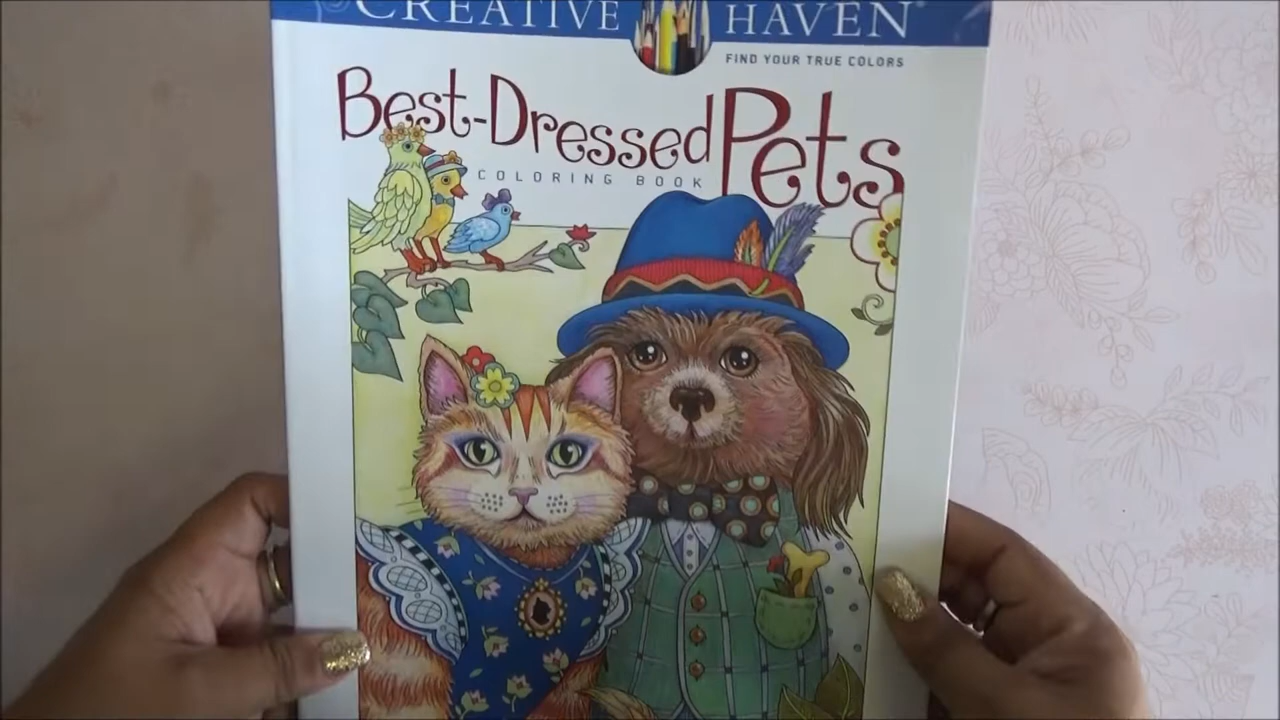 CREATIVE HAVEN
FIND YOUR TRUE COLORS
Best-Dressed Pets
COLORING BOOK